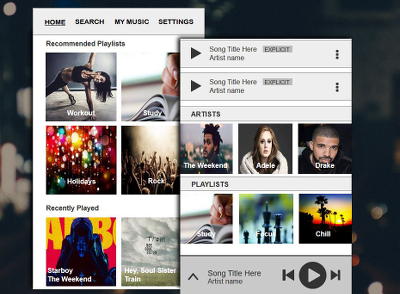 HOME SEARCH MY MUSIC SETTINGS
Recommended Playlists
Workout Study
Holidays Rock
Recently Played
Starboy
The Weekend
Hey, Soul Sister
Train
Song Title Here EXPLICIT
Artist name
Song Title Here EXPLICIT
Artist name
ARTISTS
The Weekend Adele Drake
PLAYLISTS
Study Focus Chill
Song Title Here
Artist name